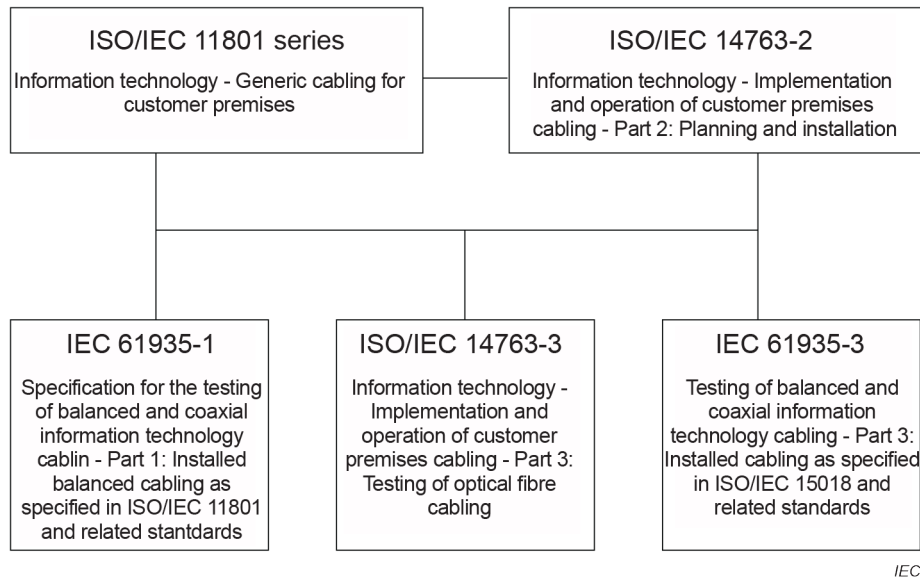 ISO/IEC 11801 series
Information technology - Generic cabling for
customer premises
ISO/IEC 14763-2
Information technology - Implementation
and operation of customer premises
cabling - Part 2: Planning and installation
IEC 61935-1
Specification for the testing
of balanced and coaxial
information technology
cablin - Part 1: Installed
balanced cabling as
specified in ISO/IEC 11801
and related stantdards
ISO/IEC 14763-3
Information technology -
Implementation and
operation of customer
premises cabling - Part 3:
Testing of optical fibre
cabling
IEC 61935-3
Testing of balanced and
coaxial information
technology cabling - Part 3:
Installed cabling as specified
in ISO/IEC 15018 and
related standards
IEC